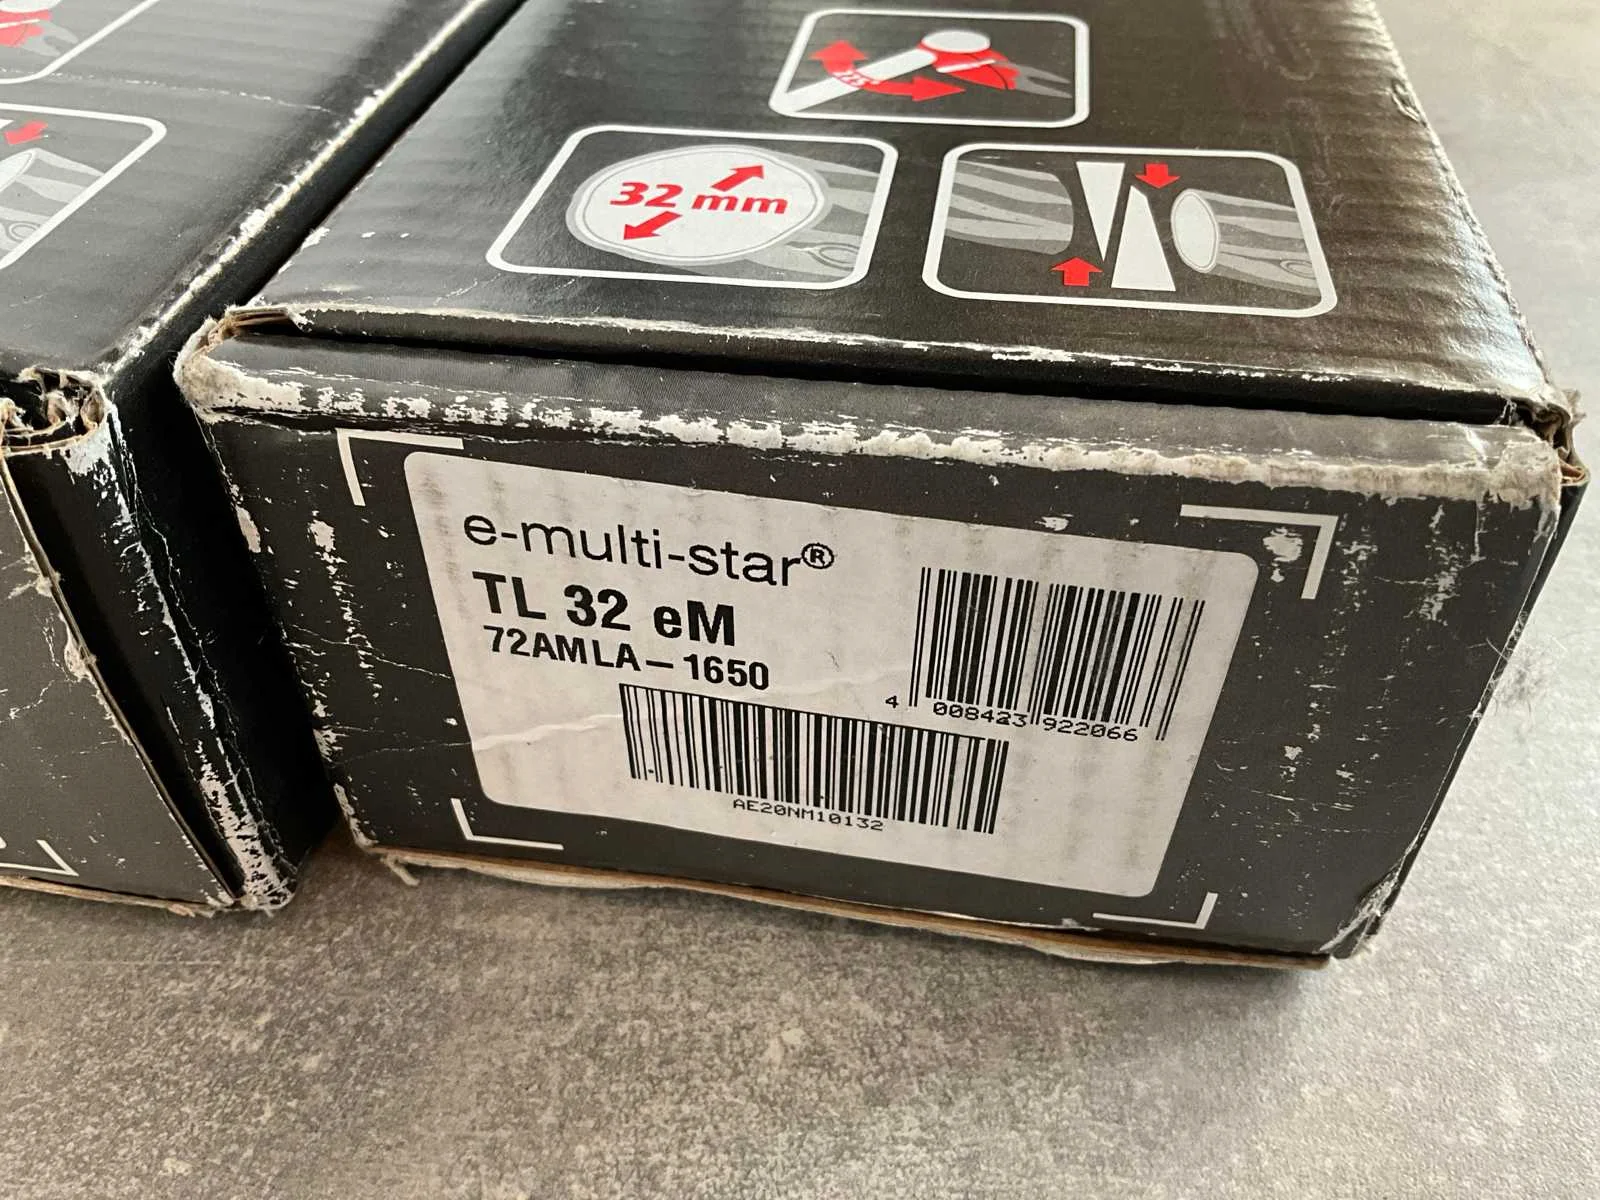 32 mm
e-multi-star®
TL 32 eM
72AMLA-1650
4 008423 922066
AE20NM10132